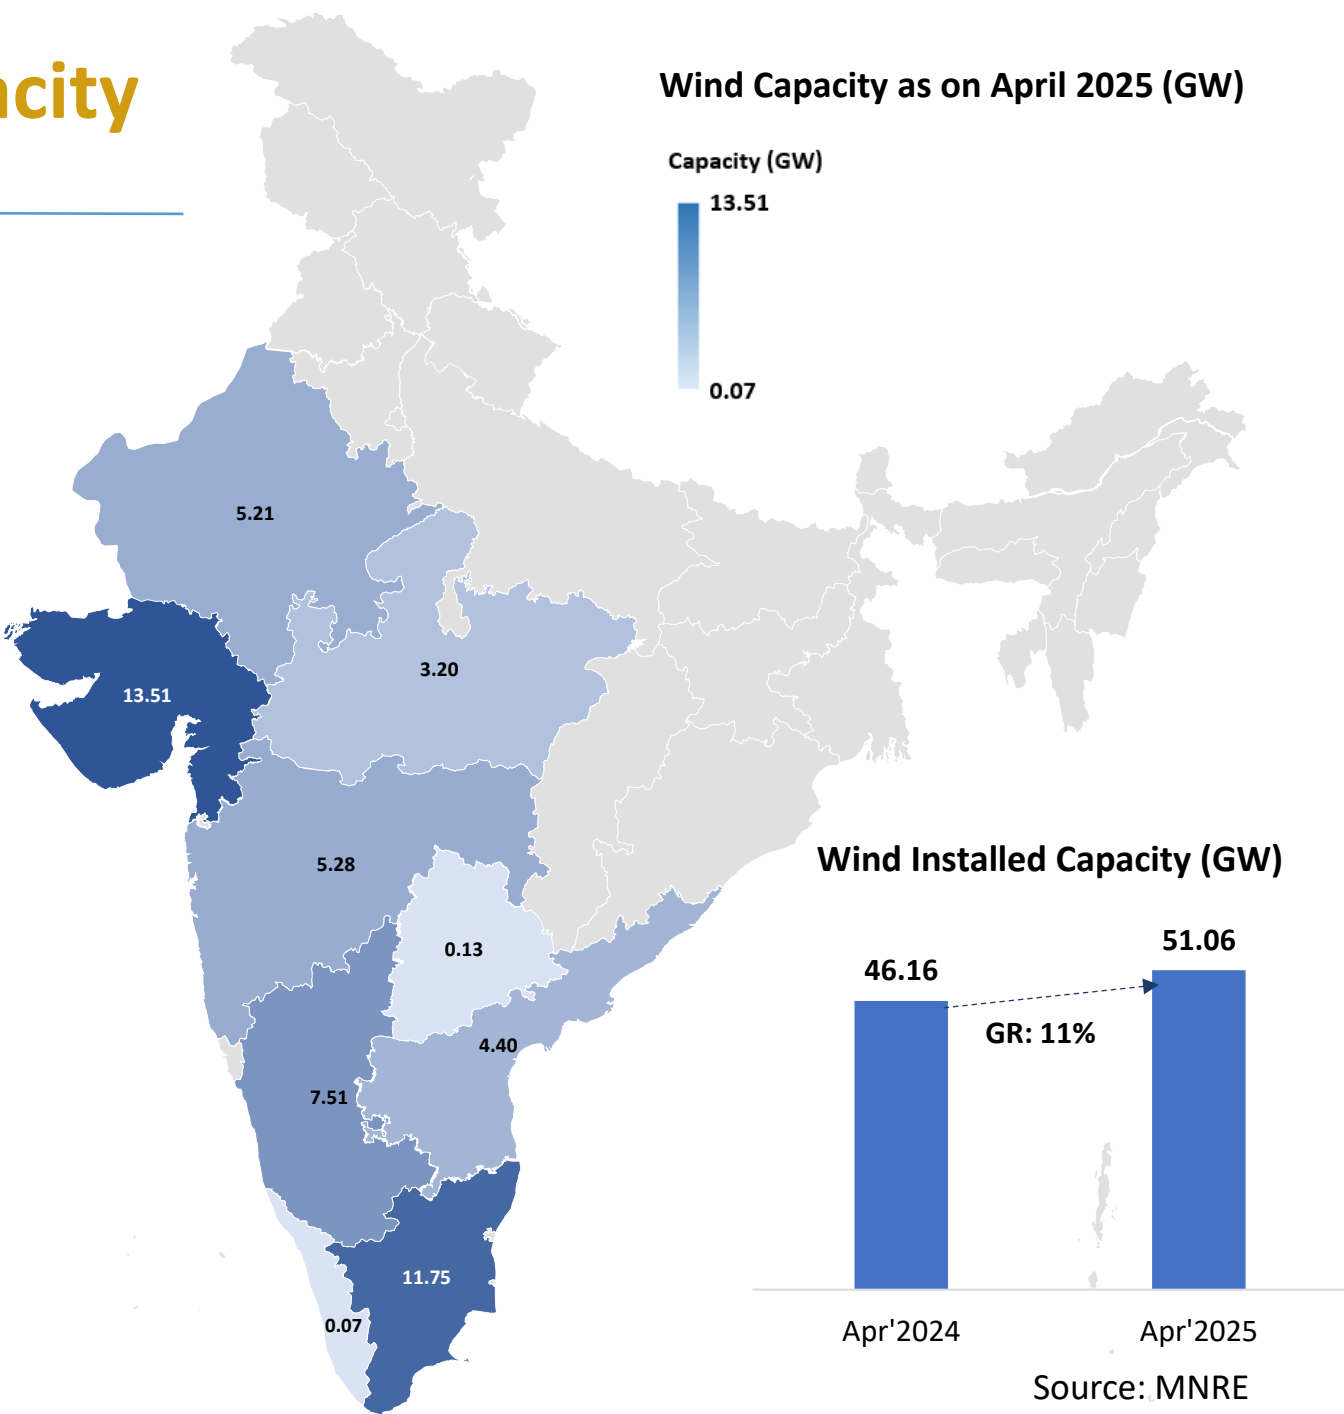 acity
Wind Capacity as on April 2025 (GW)
Capacity (GW)
13.51
0.07
5.21
3.20
13.51
5.28
0.13
4.40
7.51
11.75
0.07
Wind Installed Capacity (GW)
51.06
46.16
GR: 11%
Apr'2024
Apr'2025
Source: MNRE